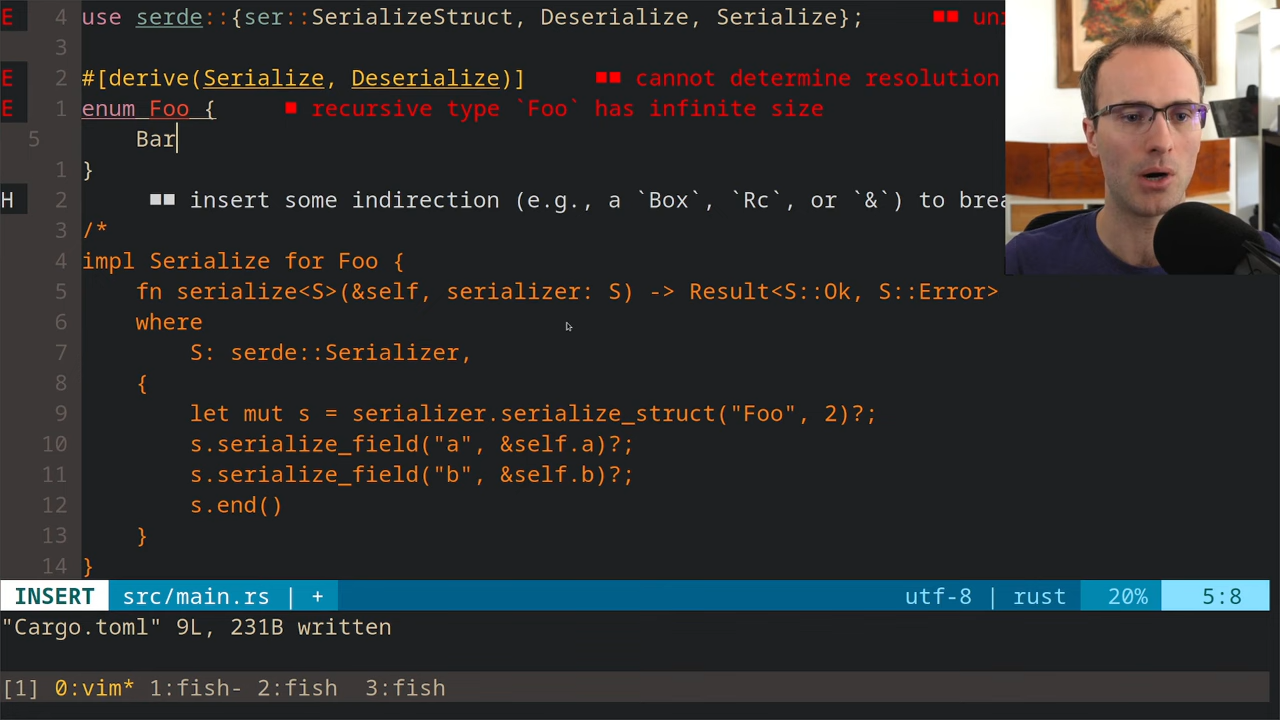 E 4 use serde::{ser::SerializeStruct, Deserialize, Serialize}; ■■ un
3
E 2 #[derive(Serialize, Deserialize)] ■■ cannot determine resolution
E 1 enum Foo { ■ recursive type `Foo` has infinite size
5 Bar
1 }
H 2 ■■ insert some indirection (e.g., a `Box`, `Rc`, or `&`) to brea
3 /*
4 impl Serialize for Foo {
5 fn serialize<S>(&self, serializer: S) -> Result<S::Ok, S::Error>
6 where
7 S: serde::Serializer,
8 {
9 let mut s = serializer.serialize_struct("Foo", 2)?;
10 s.serialize_field("a", &self.a)?;
11 s.serialize_field("b", &self.b)?;
12 s.end()
13 }
14 }
INSERT src/main.rs | + utf-8 | rust 20% 5:8
"Cargo.toml" 9L, 231B written
[1] 0:vim* 1:fish- 2:fish 3:fish